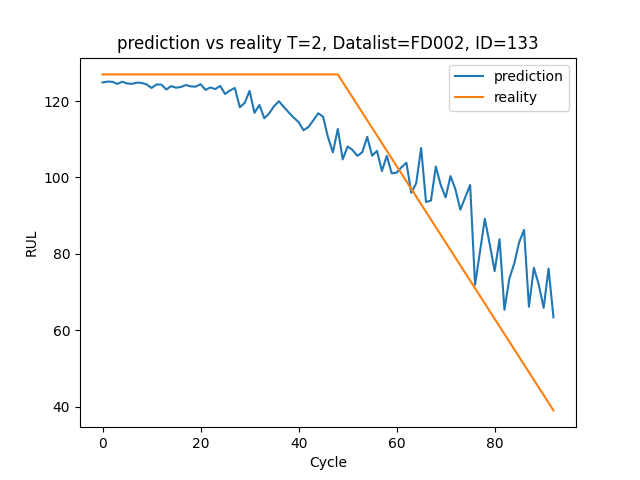 prediction vs reality T=2, Datalist=FD002, ID=133
prediction
reality
120
100
80
60
40
RUL
0 20 40 60 80
Cycle